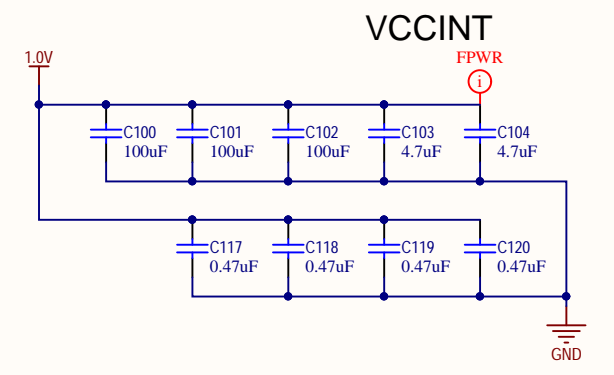 VCCINT
1.0V
FPWR
i
C100
100uF
C101
100uF
C102
100uF
C103
4.7uF
C104
4.7uF
C117
0.47uF
C118
0.47uF
C119
0.47uF
C120
0.47uF
GND